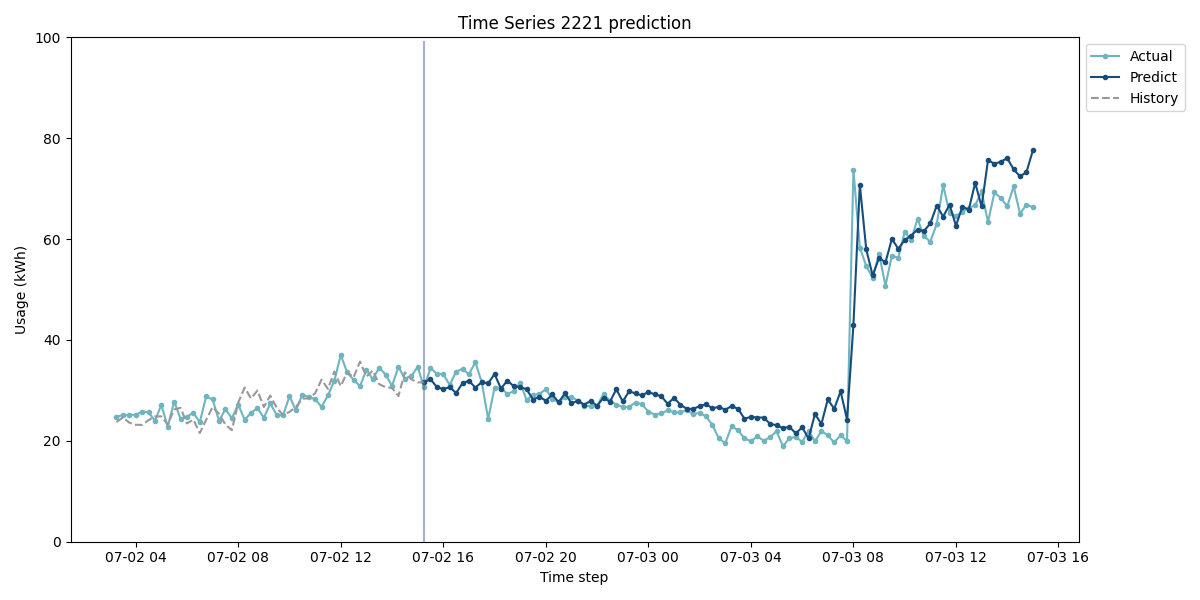 Time Series 2221 prediction
100
80
60
40
20
0
Usage (kWh)
07-02 04
07-02 08
07-02 12
07-02 16
07-02 20
07-03 00
07-03 04
07-03 08
07-03 12
07-03 16
Time step
Actual
Predict
History